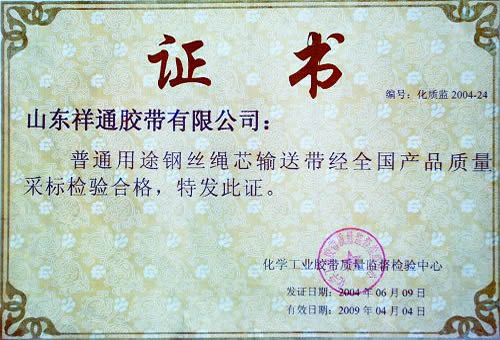 证 书
编号：化质监 2004-24
山东祥通胶带有限公司：
普通用途钢丝绳芯输送带经全国产品质量
采标检验合格，特发此证。
化学工业胶带质量监督检验中心
发证日期：2004 年 06 月 09 日
有效日期：2009 年 04 月 04 日